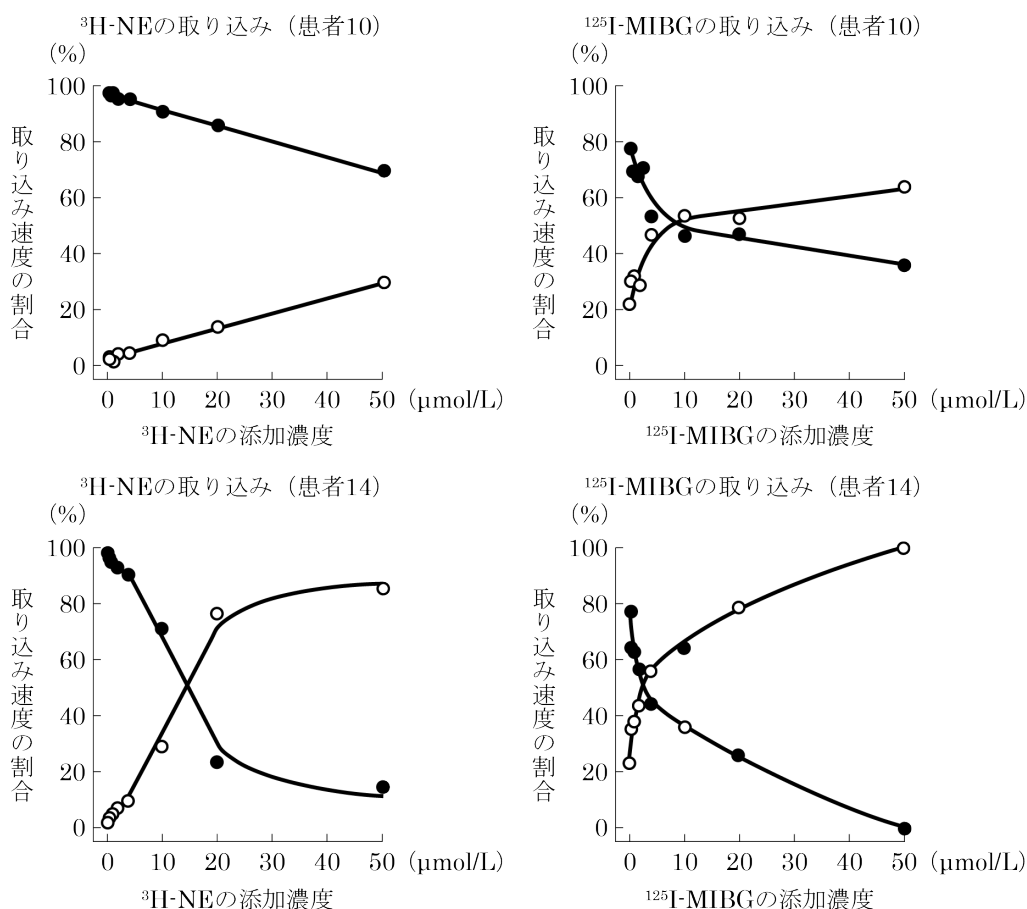 ³H-NEの取り込み（患者10）
(%)
100
80
60
40
20
0
取り込み速度の割合
0 10 20 30 40 50 (µmol/L)
³H-NEの添加濃度
¹²⁵I-MIBGの取り込み（患者10）
(%)
100
80
60
40
20
0
取り込み速度の割合
0 10 20 30 40 50 (µmol/L)
¹²⁵I-MIBGの添加濃度
³H-NEの取り込み（患者14）
(%)
100
80
60
40
20
0
取り込み速度の割合
0 10 20 30 40 50 (µmol/L)
³H-NEの添加濃度
¹²⁵I-MIBGの取り込み（患者14）
(%)
100
80
60
40
20
0
取り込み速度の割合
0 10 20 30 40 50 (µmol/L)
¹²⁵I-MIBGの添加濃度